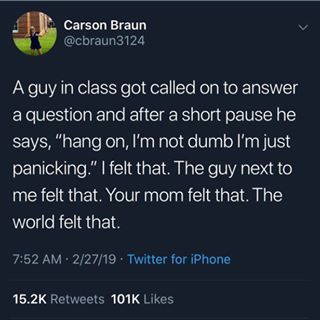 Carson Braun
@cbraun3124
A guy in class got called on to answer
a question and after a short pause he
says, “hang on, I’m not dumb I’m just
panicking.” I felt that. The guy next to
me felt that. Your mom felt that. The
world felt that.
7:52 AM · 2/27/19 · Twitter for iPhone
15.2K Retweets 101K Likes